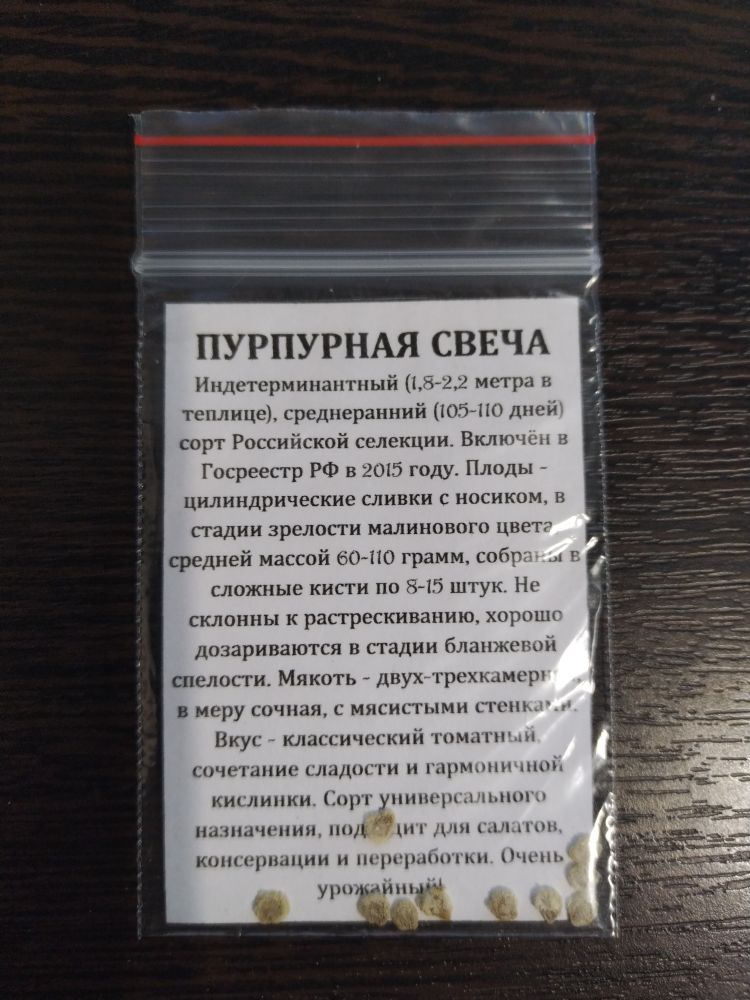 ПУРПУРНАЯ СВЕЧА
Индетерминантный (1,8-2,2 метра в
теплице), среднеранний (105-110 дней)
сорт Российской селекции. Включён в
Госреестр РФ в 2015 году. Плоды -
цилиндрические сливки с носиком, в
стадии зрелости малинового цвета
средней массой 60-110 грамм, собраны в
сложные кисти по 8-15 штук. Не
склонны к растрескиванию, хорошо
дозариваются в стадии бланжевой
спелости. Мякоть - двух-трехкамерн
в меру сочная, с мясистыми стенками.
Вкус - классический томатный,
сочетание сладости и гармоничной
кислинки. Сорт универсального
назначения, подходит для салатов,
консервации и переработки. Очень
урожайный!